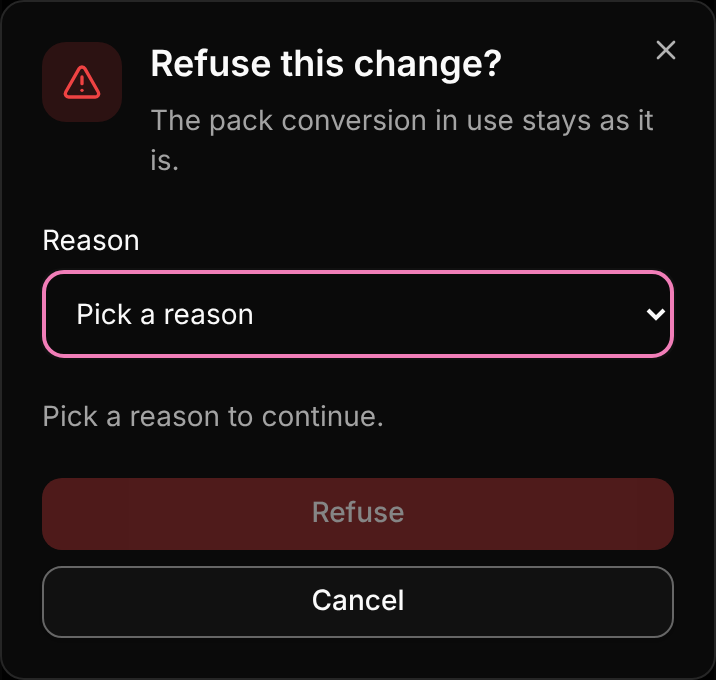 Refuse this change?
The pack conversion in use stays as it
is.
Reason
Pick a reason
Pick a reason to continue.
Refuse
Cancel